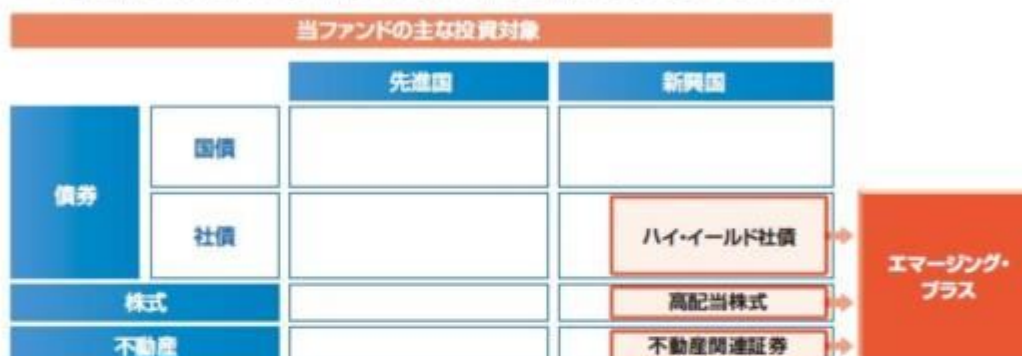 当ファンドの主な投資対象
先進国
新興国
債券
国債
社債
ハイ・イールド社債
エマージング・
プラス
株式
高配当株式
不動産
不動産関連証券